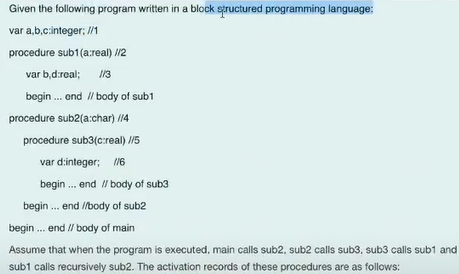 Given the following program written in a block structured programming language:
var a,b,c:integer; //1
procedure sub1(a:real) //2
var b,d:real; //3
begin ... end // body of sub1
procedure sub2(a:char) //4
procedure sub3(c:real) //5
var d:integer; //6
begin ... end // body of sub3
begin ... end //body of sub2
begin ... end // body of main
Assume that when the program is executed, main calls sub2, sub2 calls sub3, sub3 calls sub1 and
sub1 calls recursively sub2. The activation records of these procedures are as follows: